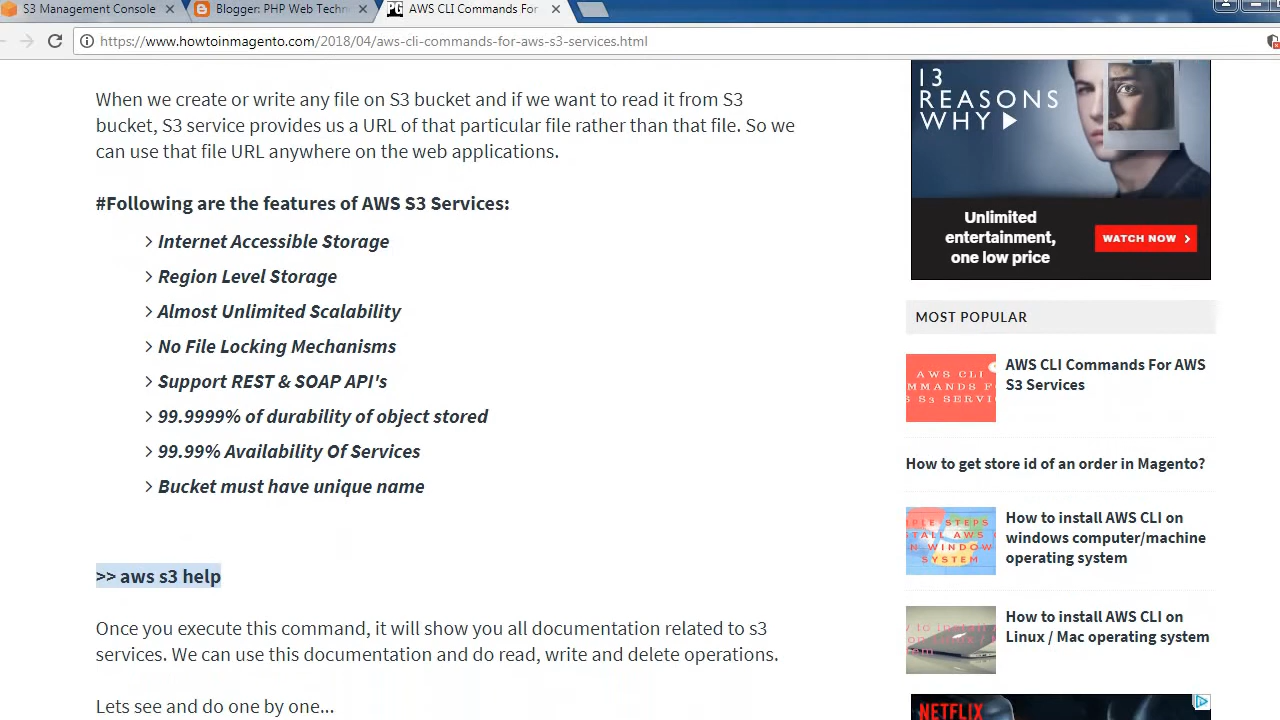 S3 Management Console
Blogger: PHP Web Techn
AWS CLI Commands For
https://www.howtoinmagento.com/2018/04/aws-cli-commands-for-aws-s3-services.html
When we create or write any file on S3 bucket and if we want to read it from S3
bucket, S3 service provides us a URL of that particular file rather than that file. So we
can use that file URL anywhere on the web applications.
#Following are the features of AWS S3 Services:
Internet Accessible Storage
Region Level Storage
Almost Unlimited Scalability
No File Locking Mechanisms
Support REST & SOAP API's
99.9999% of durability of object stored
99.99% Availability Of Services
Bucket must have unique name
>> aws s3 help
Once you execute this command, it will show you all documentation related to s3
services. We can use this documentation and do read, write and delete operations.
Lets see and do one by one...
13
REASONS
WHY
Unlimited
entertainment,
one low price
WATCH NOW
MOST POPULAR
AWS CLI
MMANDS F
S3 SERVI
AWS CLI Commands For AWS
S3 Services
How to get store id of an order in Magento?
PLE STEPS
STALL AWS
WINDOW
SYSTEM
How to install AWS CLI on
windows computer/machine
operating system
How to install AWS CLI on
Linux / Mac operating system
NETFLIX